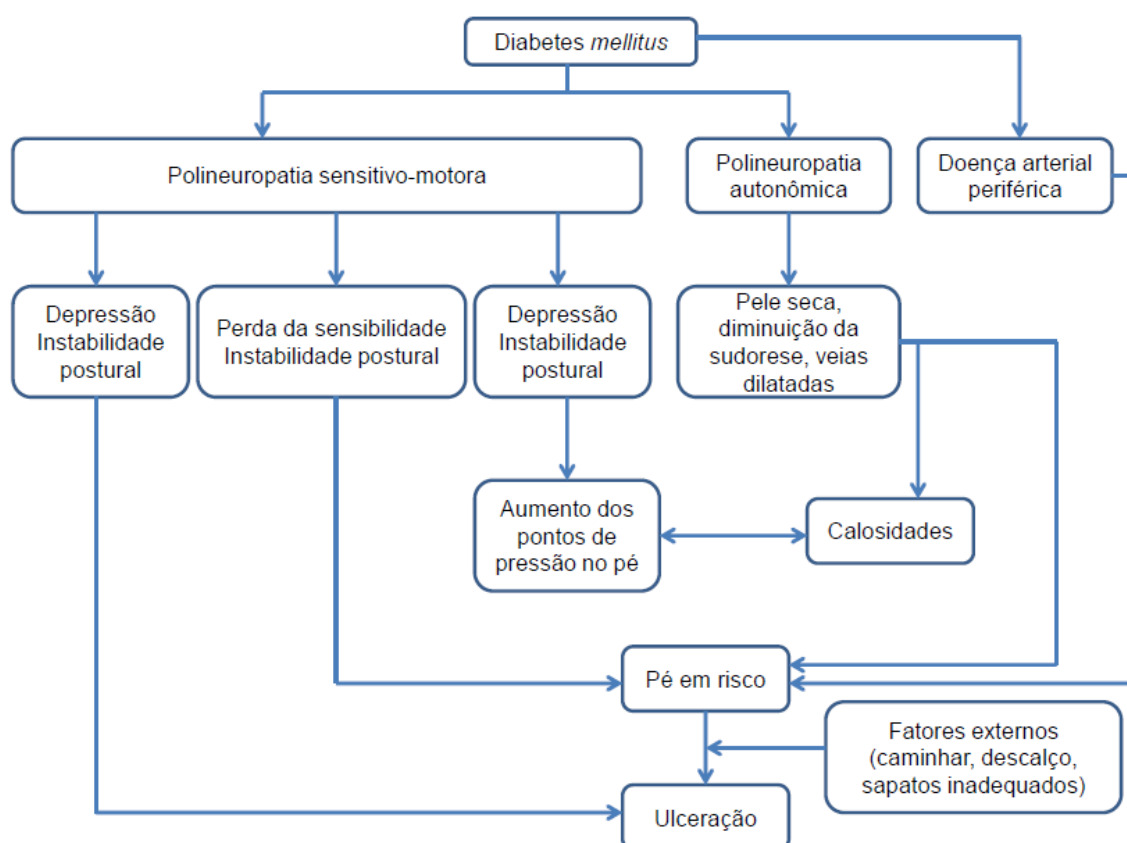 Diabetes mellitus
Polineuropatia sensitivo-motora
Polineuropatia
autonômica
Doença arterial
periférica
Depressão
Instabilidade
postural
Perda da sensibilidade
Instabilidade postural
Depressão
Instabilidade
postural
Pele seca,
diminuição da
sudorese, veias
dilatadas
Aumento dos
pontos de
pressão no pé
Calosidades
Pé em risco
Fatores externos
(caminhar, descalço,
sapatos inadequados)
Ulceração